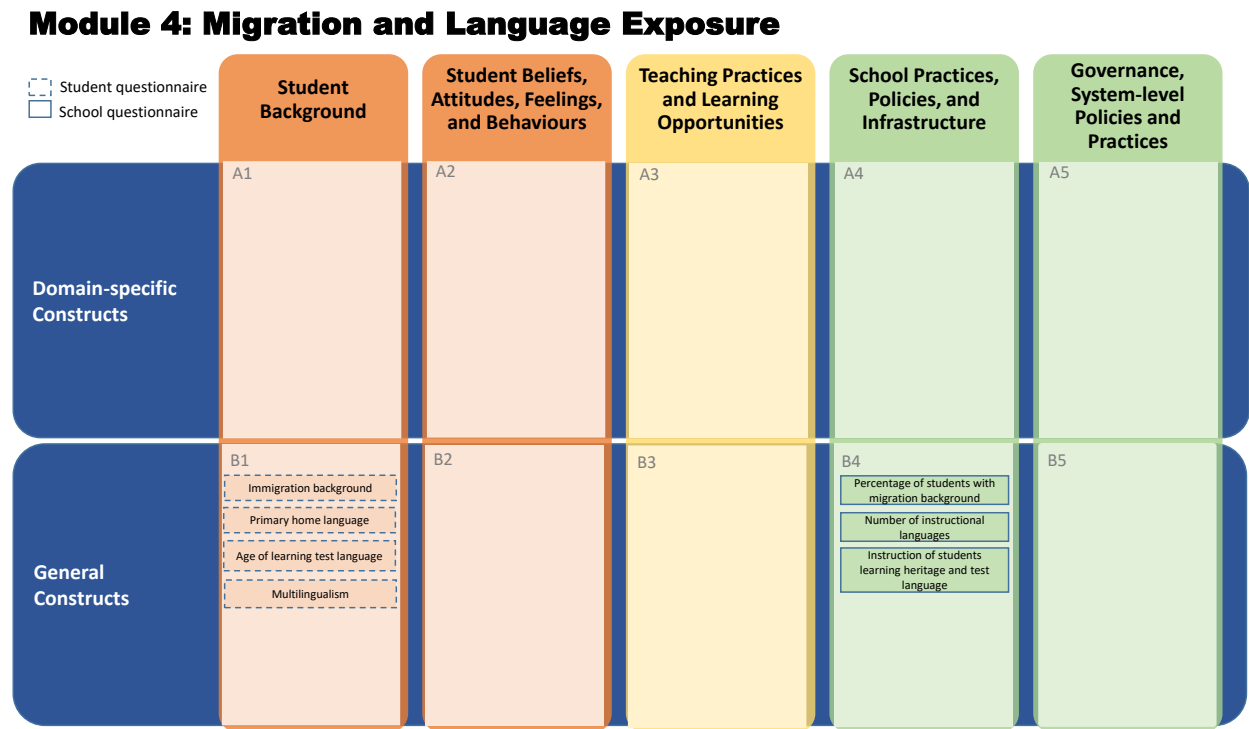 Module 4: Migration and Language Exposure
Student questionnaire
School questionnaire
Student
Background
Student Beliefs,
Attitudes, Feelings,
and Behaviours
Teaching Practices
and Learning
Opportunities
School Practices,
Policies, and
Infrastructure
Governance,
System-level
Policies and
Practices
Domain-specific
Constructs
A1
A2
A3
A4
A5
General
Constructs
B1
Immigration background
Primary home language
Age of learning test language
Multilingualism
B2
B3
B4
Percentage of students with
migration background
Number of instructional
languages
Instruction of students
learning heritage and test
language
B5